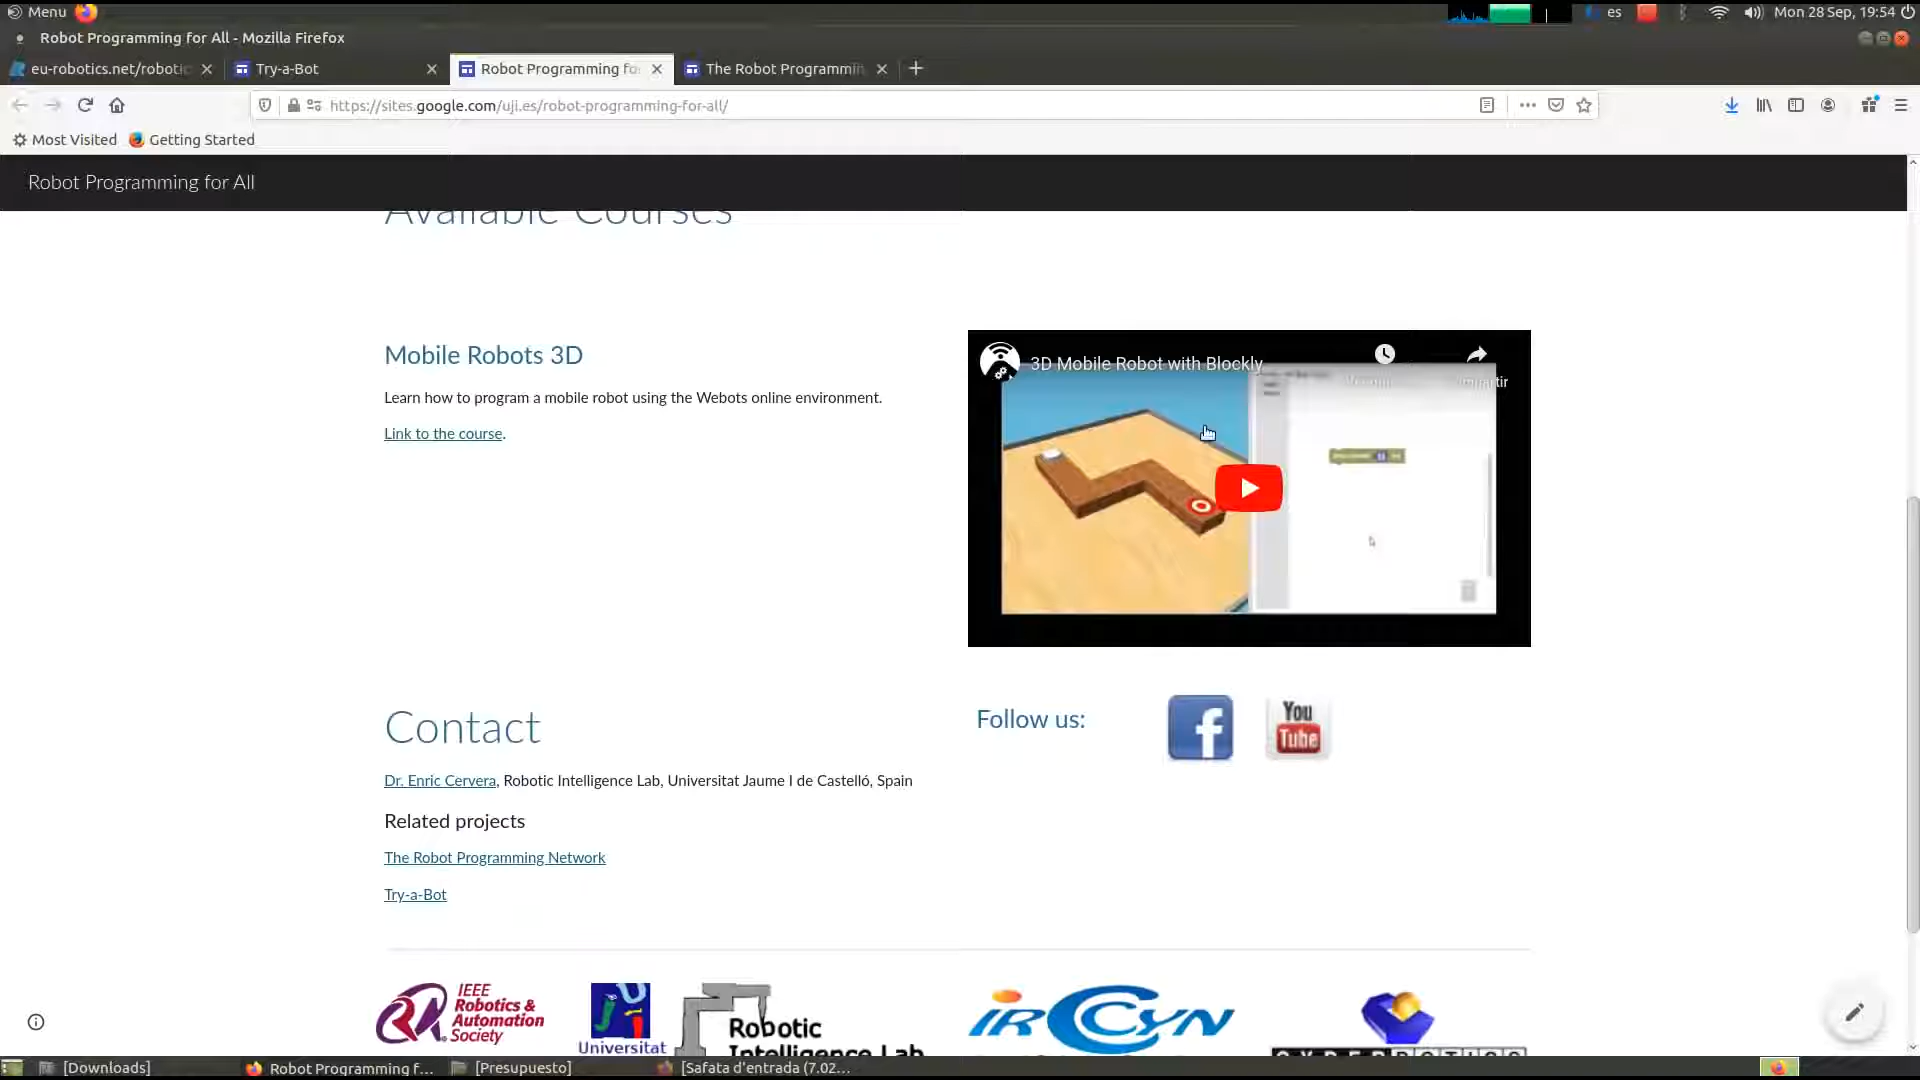 Menu
es
Mon 28 Sep, 19:54
Robot Programming for All - Mozilla Firefox
eu-robotics.net/robotic
Try-a-Bot
Robot Programming fo
The Robot Programmin
https://sites.google.com/uji.es/robot-programming-for-all/
Most Visited
Getting Started
Robot Programming for All
Available Courses
Mobile Robots 3D
Learn how to program a mobile robot using the Webots online environment.
Link to the course.
3D Mobile Robot with Blockly
Contact
Dr. Enric Cervera, Robotic Intelligence Lab, Universitat Jaume I de Castelló, Spain
Related projects
The Robot Programming Network
Try-a-Bot
Follow us:
f
You
Tube
IEEE
Robotics &
Automation
Society
Universitat
Robotic
Intelligence Lab
IRCCyN
CYBERBOTICS
[Downloads]
Robot Programming f...
[Presupuesto]
[Safata d'entrada (7.02...